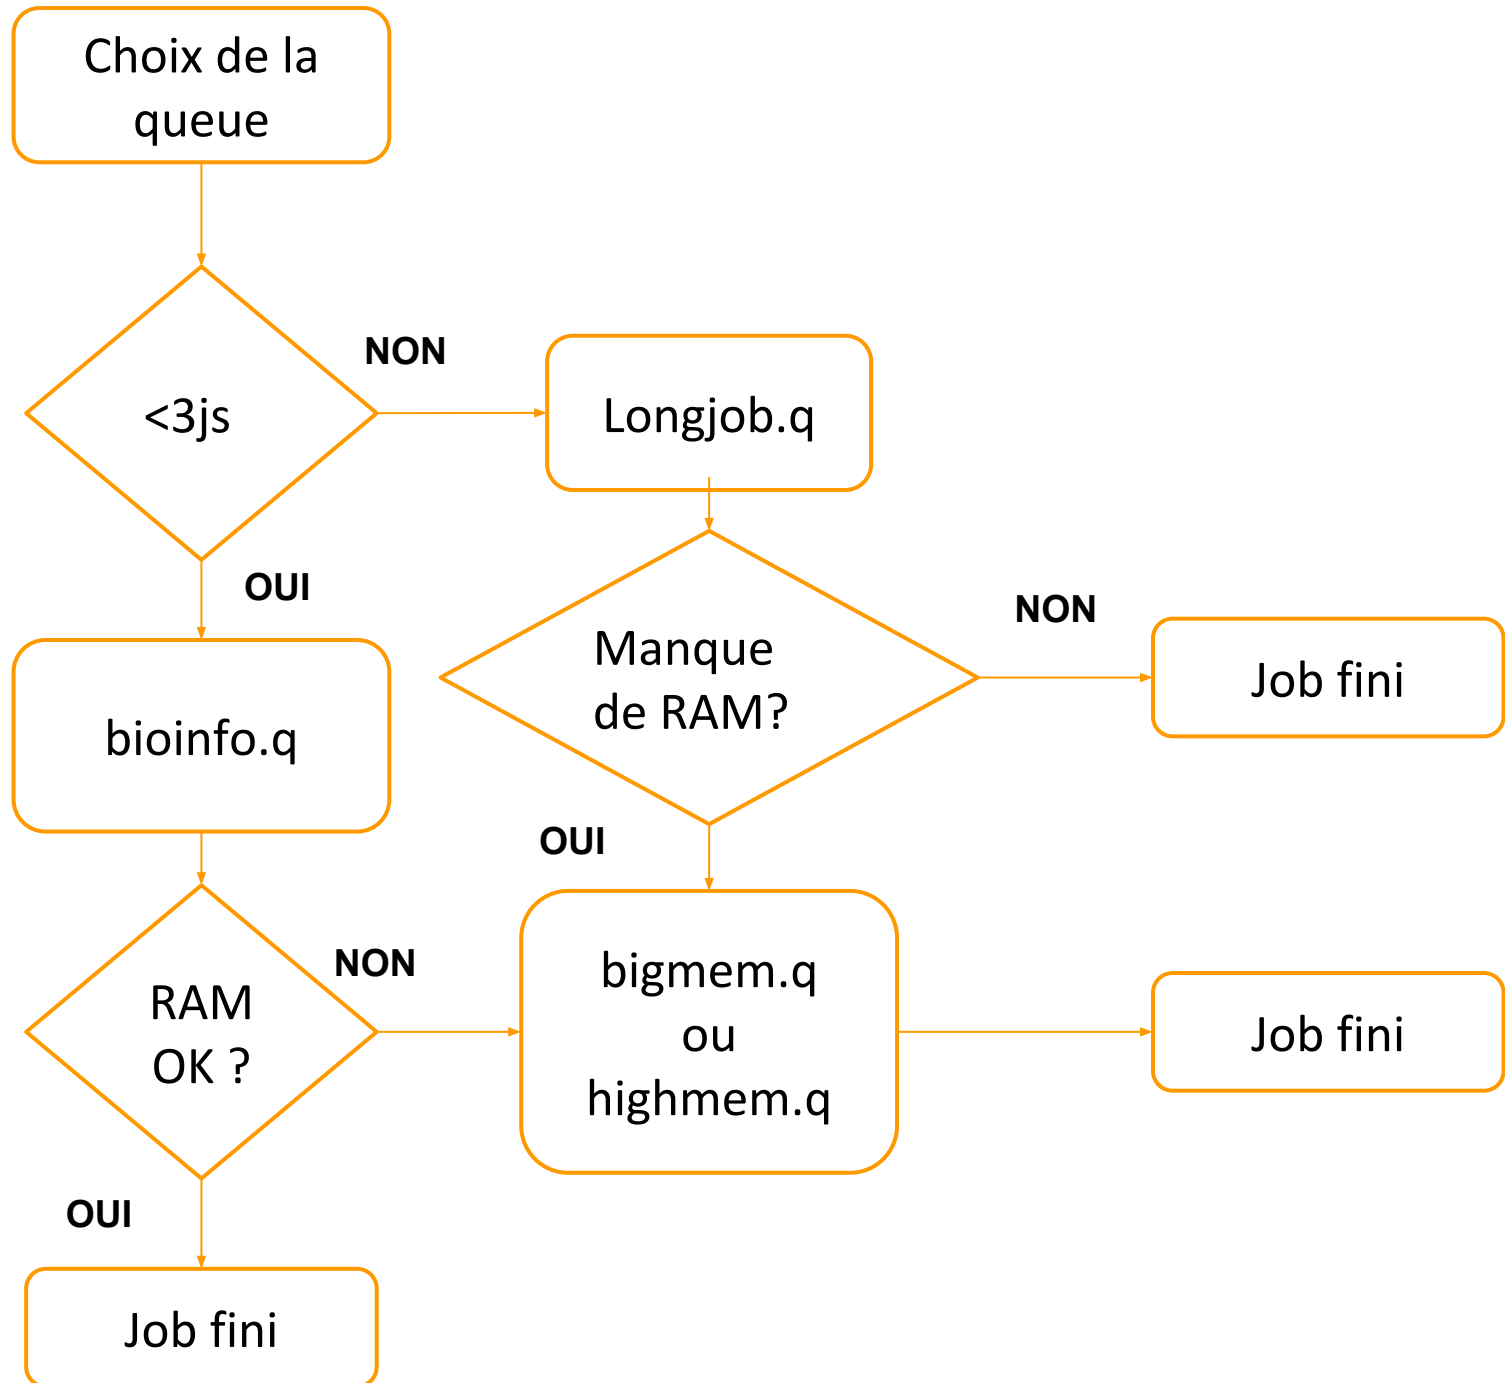 Choix de la
queue
<3js
NON
Longjob.q
OUI
Manque
de RAM?
NON
Job fini
bioinfo.q
OUI
RAM
OK ?
NON
bigmem.q
ou
highmem.q
Job fini
OUI
Job fini